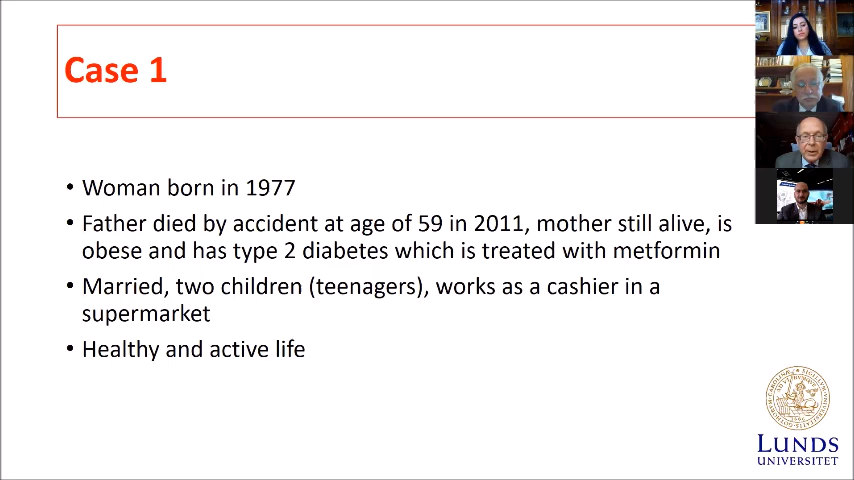 Case 1
• Woman born in 1977
• Father died by accident at age of 59 in 2011, mother still alive, is
obese and has type 2 diabetes which is treated with metformin
• Married, two children (teenagers), works as a cashier in a
supermarket
• Healthy and active life
LUNDS
UNIVERSITET